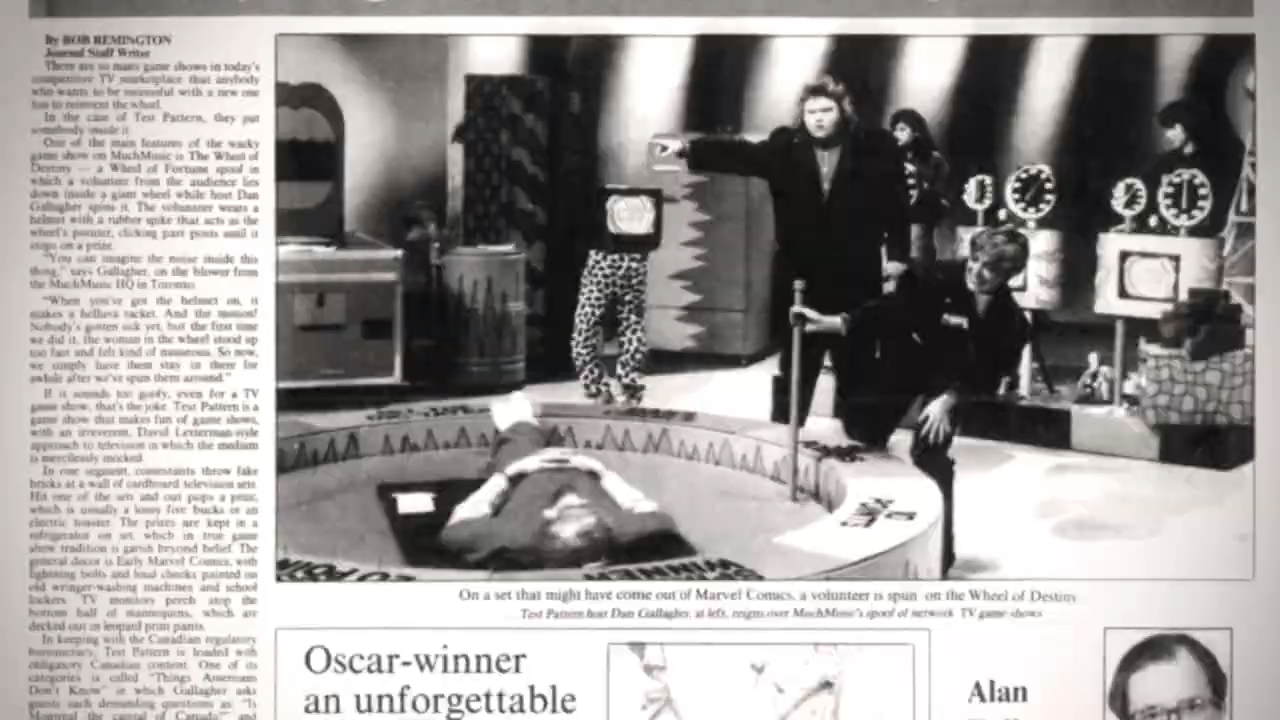 By BOB REMINGTON
Journal Staff Writer
There are so many game shows in today's
competitive TV marketplace that anybody
who wants to be successful with a new one
has to reinvent the wheel.
In the case of Test Pattern, they put
somebody inside it.
One of the main features of the wacky
game show on MuchMusic is The Wheel of
Destiny — a Wheel of Fortune spoof in
which a volunteer from the audience lies
down inside a giant wheel while host Dan
Gallagher spins it. The volunteer wears a
helmet with a rubber spike that acts as the
wheel's pointer, clicking past posts until it
stops on a prize.
"You can imagine the noise inside this
thing," says Gallagher, on the blower from
the MuchMusic HQ in Toronto.
"When you've got the helmet on, it
makes a helluva racket. And the motion!
Nobody's gotten sick yet, but the first time
we did it, the woman in the wheel stood up
too fast and felt kind of nauseous. So now,
we simply have them stay in there for
awhile after we've spun them around."
If it sounds too goofy, even for a TV
game show, that's the joke. Test Pattern is a
game show that makes fun of game shows,
with an irreverent, David Letterman-style
approach to television in which the medium
is mercilessly mocked.
In one segment, contestants throw fake
bricks at a wall of cardboard television sets.
Hit one of the sets and out pops a prize,
which is usually a lousy five bucks or an
electric toaster. The prizes are kept in a
refrigerator on set, which in true game
show tradition is garish beyond belief. The
general decor is Early Marvel Comics, with
lightning bolts and loud checks painted on
old wringer-washing machines and school
lockers. TV monitors perch atop the
bottom half of mannequins, which are
decked out in leopard print pants.
In keeping with the Canadian regulatory
bureaucracy, Test Pattern is loaded with
obligatory Canadian content. One of its
categories is called "Things Americans
Don't Know" in which Gallagher asks
guests such demanding questions as "Is
Montreal the capital of Canada?" and
On a set that might have come out of Marvel Comics, a volunteer is spun on the Wheel of Destiny
Test Pattern host Dan Gallagher, at left, reigns over MuchMusic's spoof of network TV game shows
Oscar-winner
an unforgettable
Alan